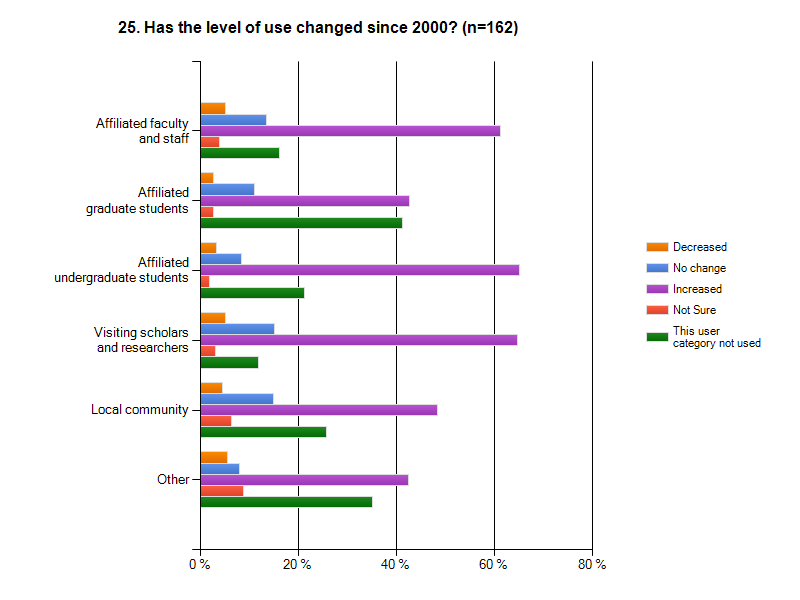 25. Has the level of use changed since 2000? (n=162)
Affiliated faculty
and staff
Affiliated
graduate students
Affiliated
undergraduate students
Visiting scholars
and researchers
Local community
Other
0 %
20 %
40 %
60 %
80 %
Decreased
No change
Increased
Not Sure
This user
category not used